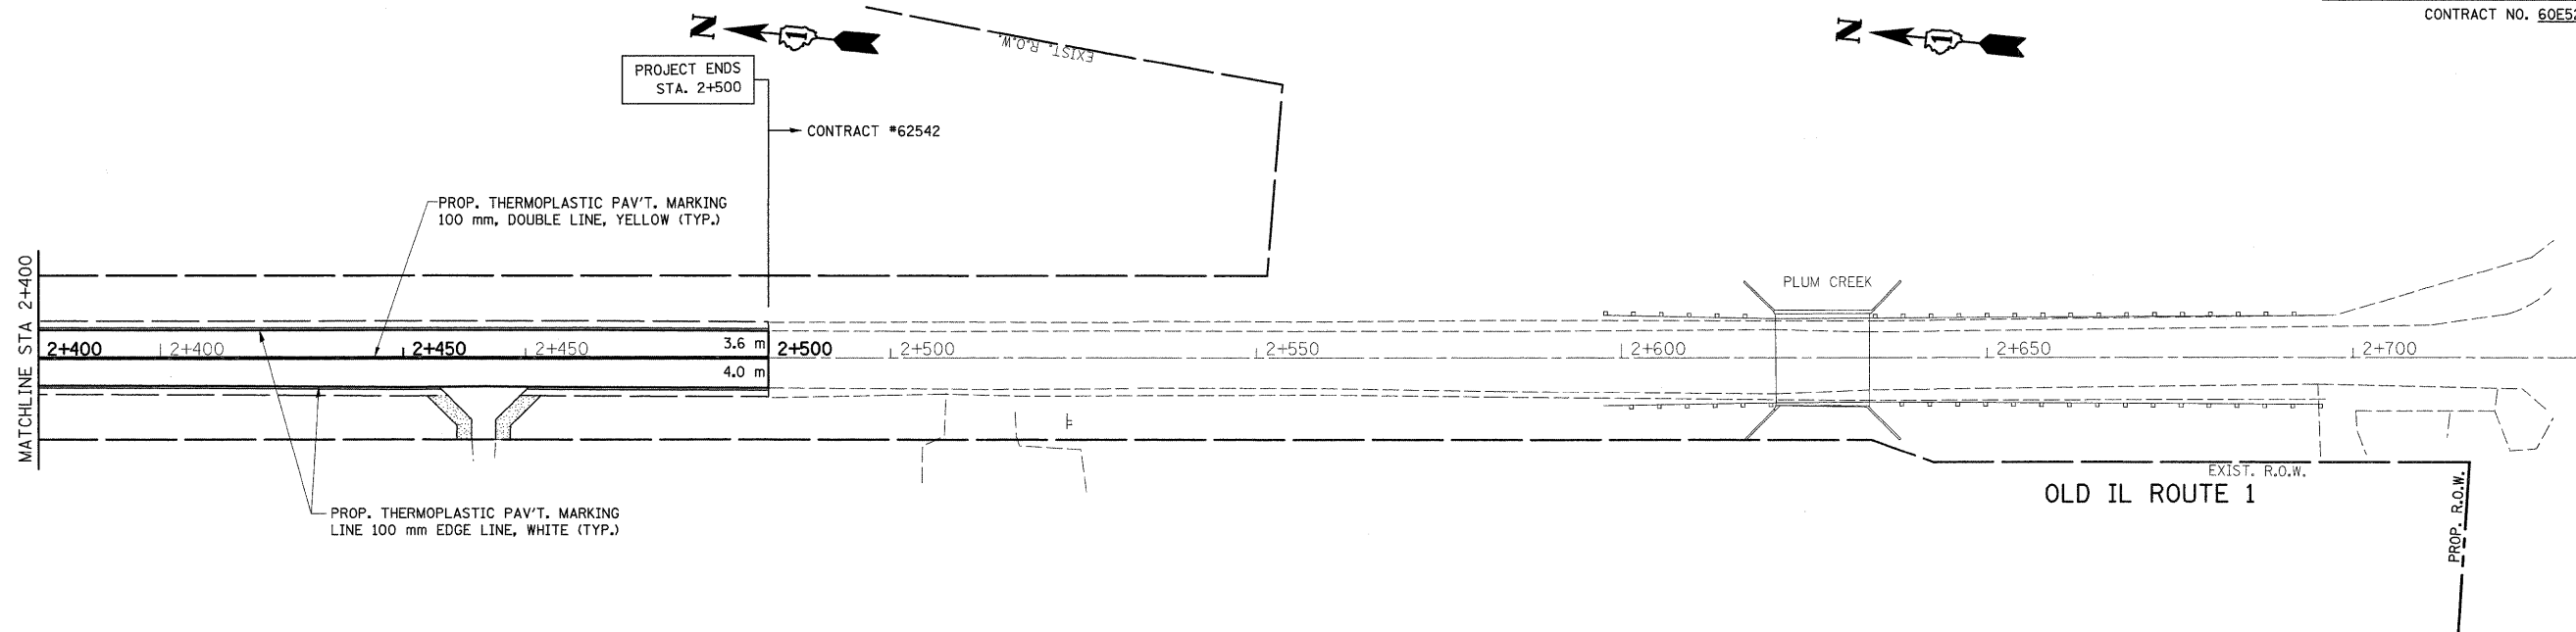 CONTRACT NO. 60E52
N
1
EXIST. R.O.W.
N
1
PROJECT ENDS
STA. 2+500
CONTRACT #62542
PROP. THERMOPLASTIC PAV'T. MARKING
100 mm, DOUBLE LINE, YELLOW (TYP.)
MATCHLINE STA 2+400
PLUM CREEK
2+400 2+400 2+450 2+450 3.6 m 2+500 2+500 2+550 2+600 2+650 2+700
4.0 m
EXIST. R.O.W.
OLD IL ROUTE 1
PROP. R.O.W.
PROP. THERMOPLASTIC PAV'T. MARKING
LINE 100 mm EDGE LINE, WHITE (TYP.)